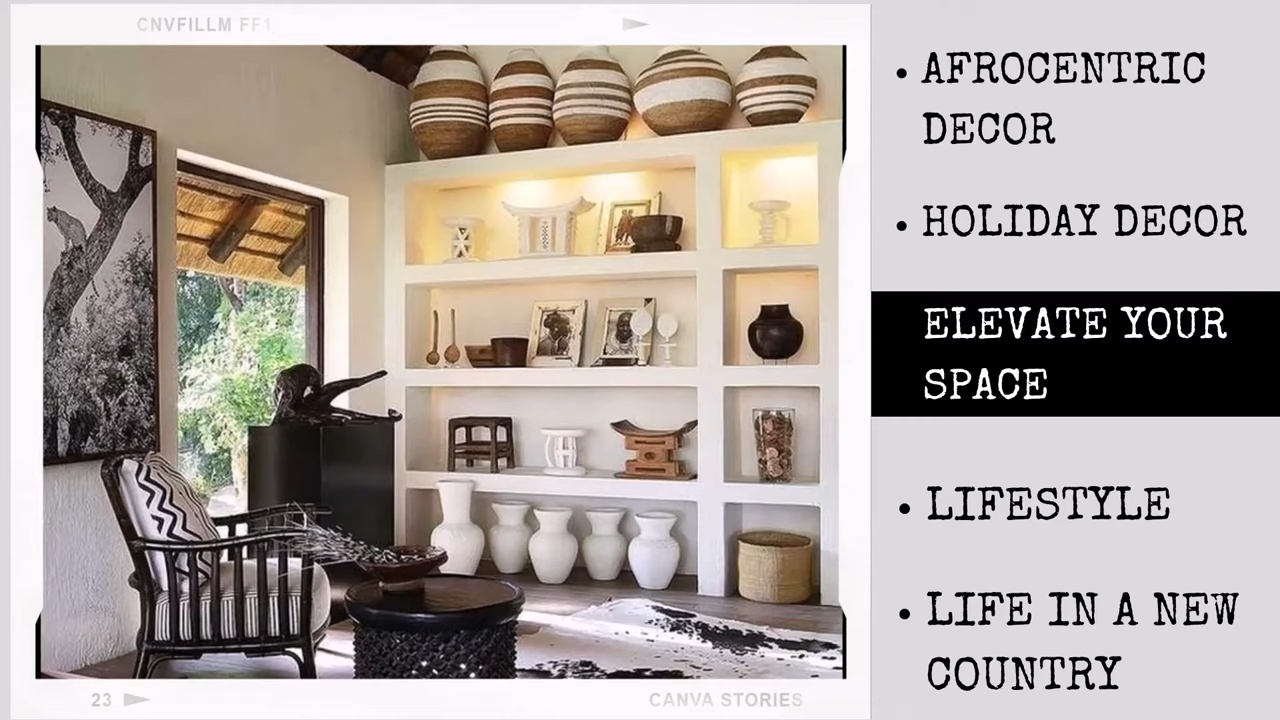 CNVFILLM FF1
23
CANVA STORIES
• AFROCENTRIC
DECOR
• HOLIDAY DECOR
ELEVATE YOUR
SPACE
• LIFESTYLE
• LIFE IN A NEW
COUNTRY